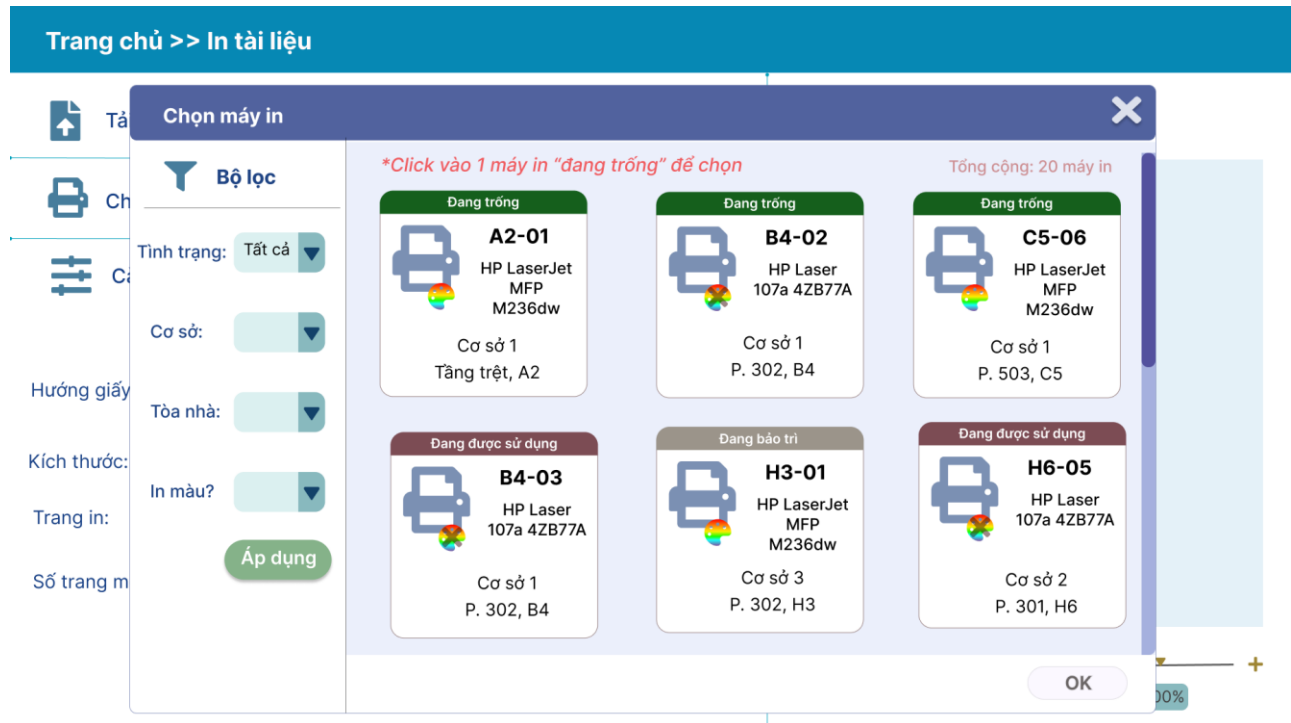 Trang chủ >> In tài liệu
Tả
Ch
Cá
Hướng giấy
Kích thước:
Trang in:
Số trang m
Chọn máy in
Bộ lọc
Tình trạng: Tất cả
Cơ sở:
Tòa nhà:
In màu?
Áp dụng
*Click vào 1 máy in “đang trống” để chọn
Tổng cộng: 20 máy in
Đang trống
A2-01
HP LaserJet
MFP
M236dw
Cơ sở 1
Tầng trệt, A2
Đang trống
B4-02
HP Laser
107a 4ZB77A
Cơ sở 1
P. 302, B4
Đang trống
C5-06
HP LaserJet
MFP
M236dw
Cơ sở 1
P. 503, C5
Đang được sử dụng
B4-03
HP Laser
107a 4ZB77A
Cơ sở 1
P. 302, B4
Đang bảo trì
H3-01
HP LaserJet
MFP
M236dw
Cơ sở 3
P. 302, H3
Đang được sử dụng
H6-05
HP Laser
107a 4ZB77A
Cơ sở 2
P. 301, H6
OK
00%